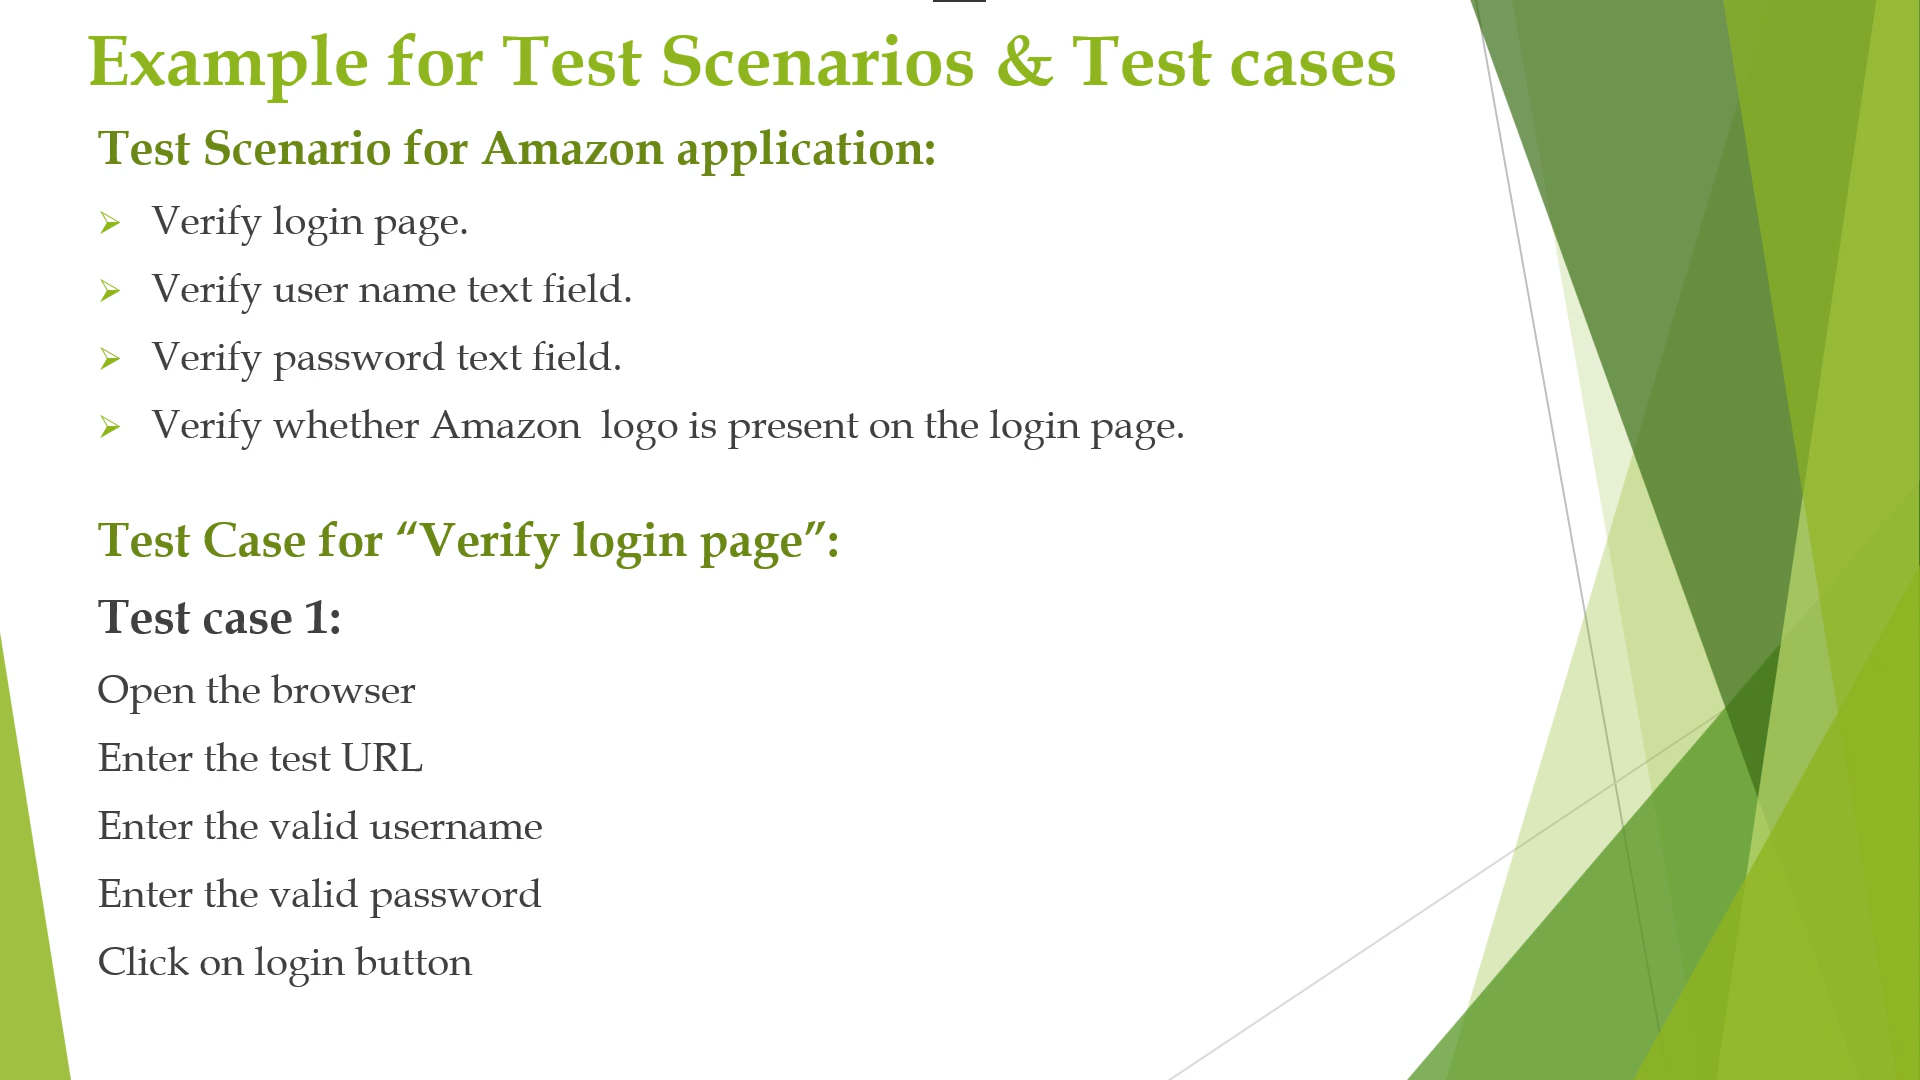 Example for Test Scenarios & Test cases
Test Scenario for Amazon application:
Verify login page.
Verify user name text field.
Verify password text field.
Verify whether Amazon  logo is present on the login page.
Test Case for “Verify login page”:
Test case 1:
Open the browser
Enter the test URL
Enter the valid username
Enter the valid password
Click on login button